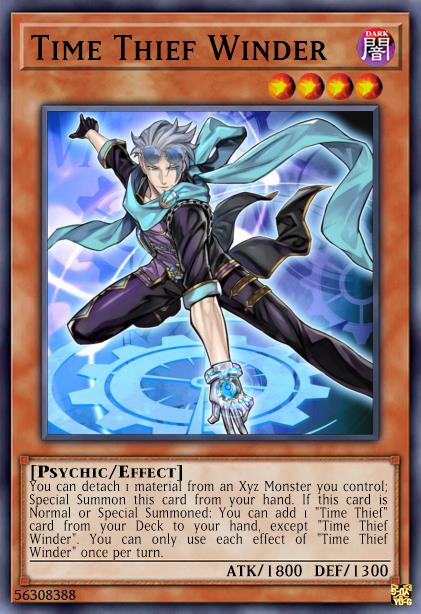 Time Thief Winder
DARK
闇
[Psychic/Effect]
You can detach 1 material from an Xyz Monster you control;
Special Summon this card from your hand. If this card is
Normal or Special Summoned: You can add 1 "Time Thief"
card from your Deck to your hand, except "Time Thief
Winder". You can only use each effect of "Time Thief
Winder" once per turn.
ATK/1800 DEF/1300
56308388